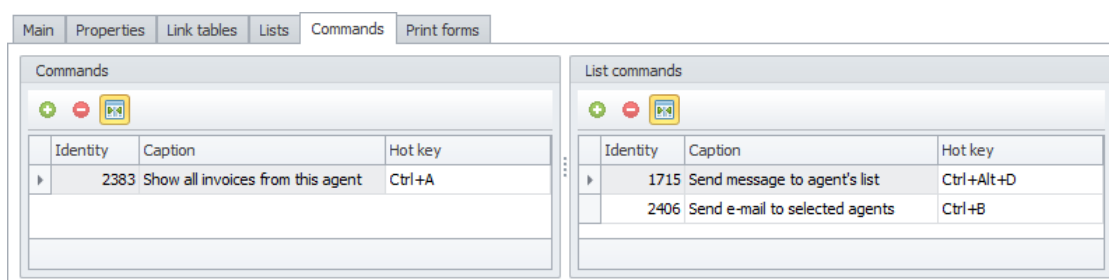 Main Properties Link tables Lists Commands Print forms
Commands
Identity Caption Hot key
2383 Show all invoices from this agent Ctrl+A
List commands
Identity Caption Hot key
1715 Send message to agent's list Ctrl+Alt+D
2406 Send e-mail to selected agents Ctrl+B